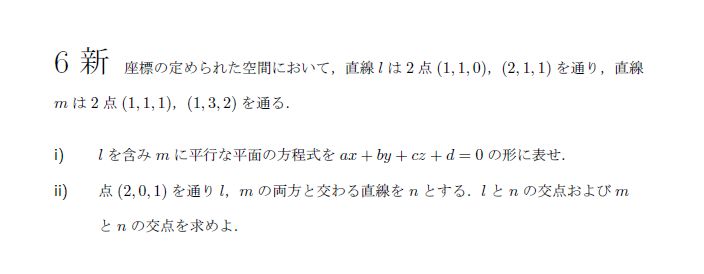 6 新 座標の定められた空間において，直線 l は 2 点 (1, 1, 0)，(2, 1, 1) を通り，直線
m は 2 点 (1, 1, 1)，(1, 3, 2) を通る．
i) l を含み m に平行な平面の方程式を ax + by + cz + d = 0 の形に表せ．
ii) 点 (2, 0, 1) を通り l，m の両方と交わる直線を n とする．l と n の交点および m
と n の交点を求めよ．